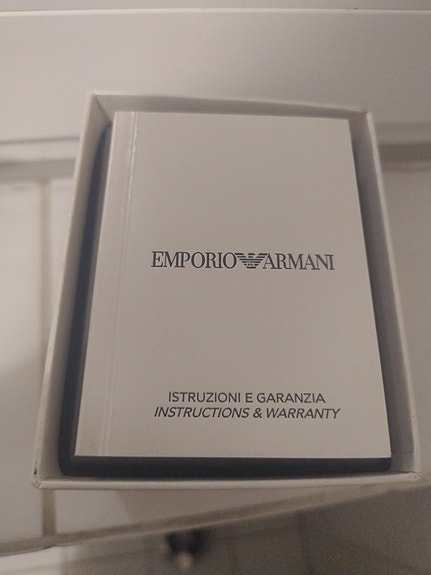 EMPORIO ARMANI
ISTRUZIONI E GARANZIA
INSTRUCTIONS & WARRANTY